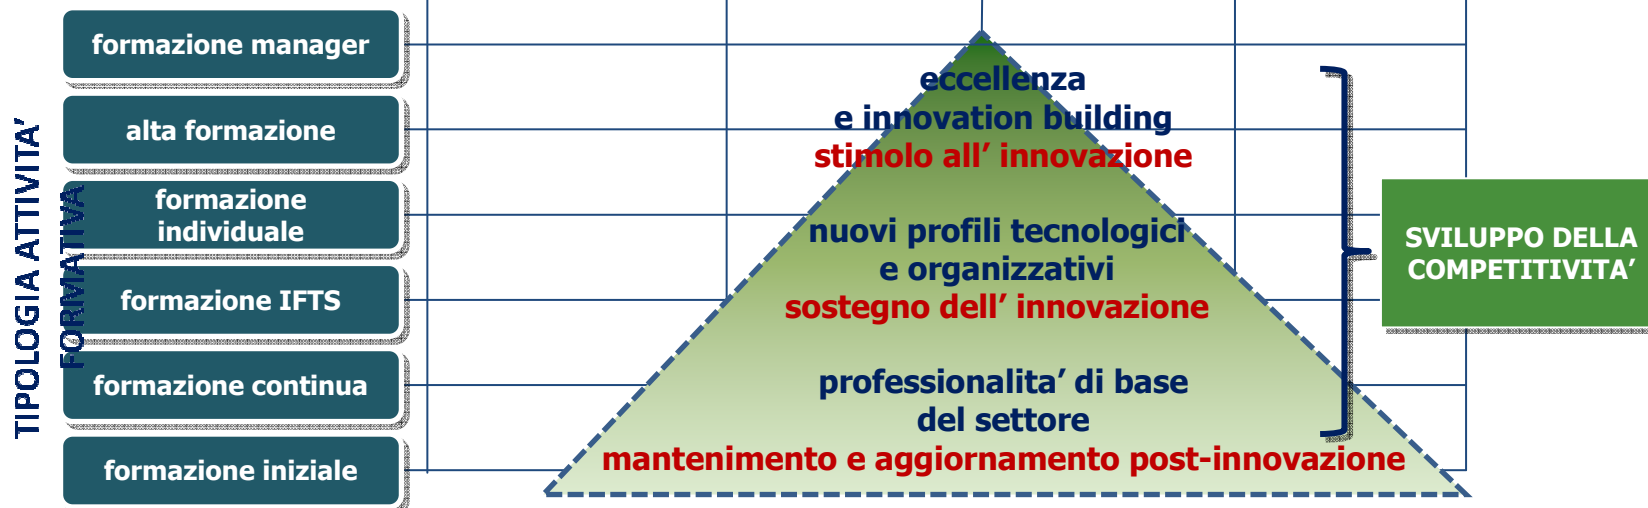 TIPOLOGIA ATTIVITA’
FORMATIVA
formazione manager
alta formazione
formazione
individuale
formazione IFTS
formazione continua
formazione iniziale
eccellenza
e innovation building
stimolo all’ innovazione
nuovi profili tecnologici
e organizzativi
sostegno dell’ innovazione
professionalita’ di base
del settore
mantenimento e aggiornamento post-innovazione
SVILUPPO DELLA
COMPETITIVITA’